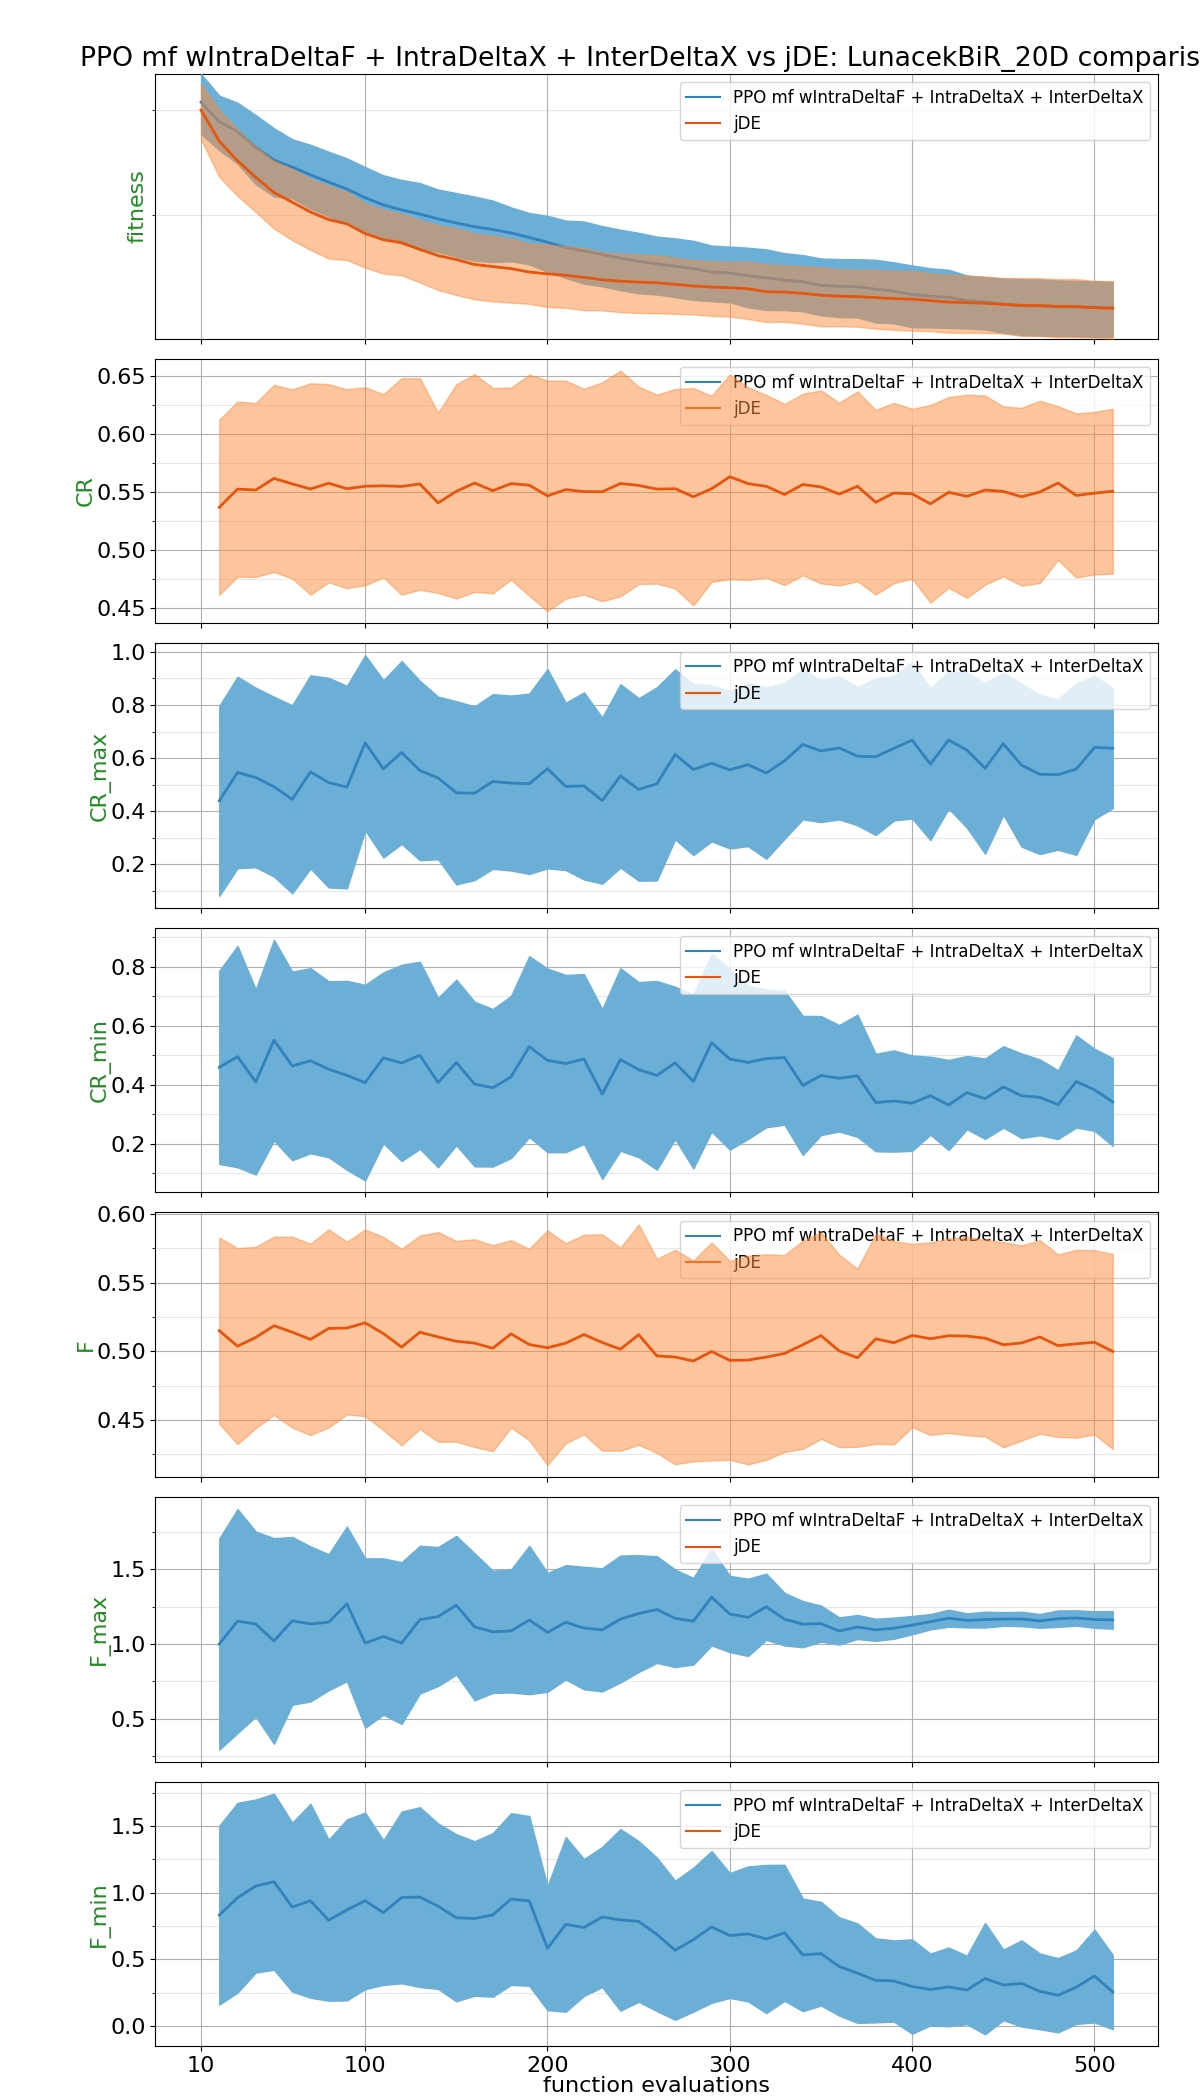 PPO mf wIntraDeltaF + IntraDeltaX + InterDeltaX vs jDE: LunacekBiR_20D comparis
fitness
PPO mf wIntraDeltaF + IntraDeltaX + InterDeltaX
jDE
CR
0.65
0.60
0.55
0.50
0.45
PPO mf wIntraDeltaF + IntraDeltaX + InterDeltaX
jDE
CR_max
1.0
0.8
0.6
0.4
0.2
PPO mf wIntraDeltaF + IntraDeltaX + InterDeltaX
jDE
CR_min
0.8
0.6
0.4
0.2
PPO mf wIntraDeltaF + IntraDeltaX + InterDeltaX
jDE
F
0.60
0.55
0.50
0.45
PPO mf wIntraDeltaF + IntraDeltaX + InterDeltaX
jDE
F_max
1.5
1.0
0.5
PPO mf wIntraDeltaF + IntraDeltaX + InterDeltaX
jDE
F_min
1.5
1.0
0.5
0.0
PPO mf wIntraDeltaF + IntraDeltaX + InterDeltaX
jDE
10 100 200 300 400 500
function evaluations